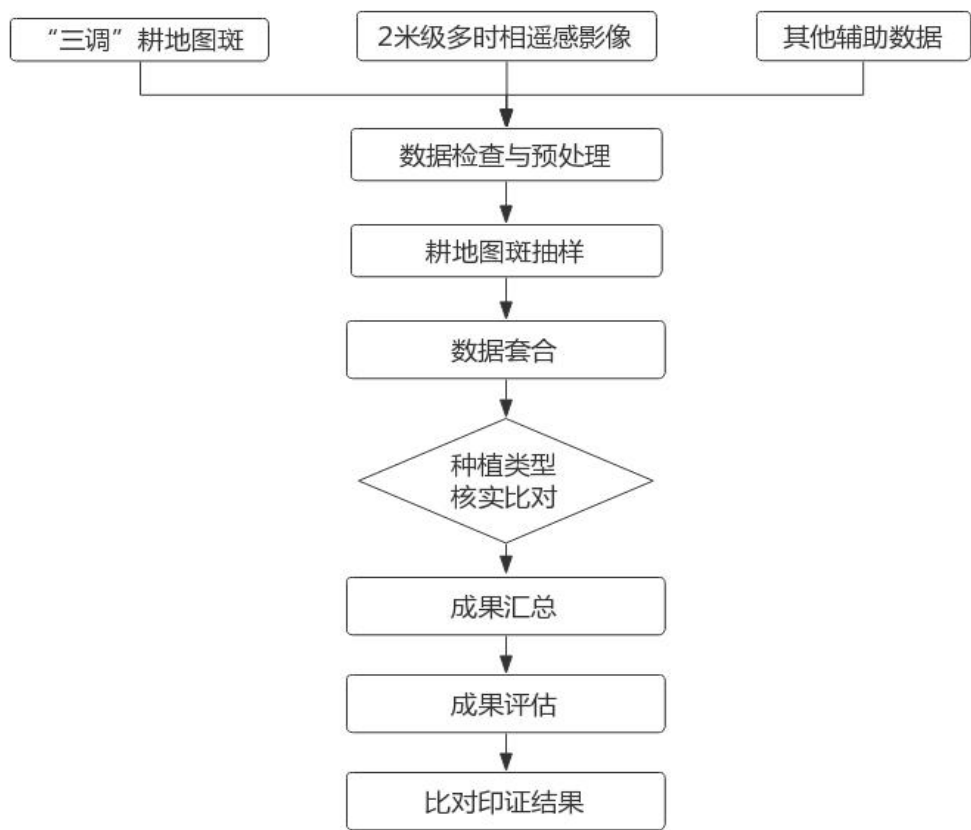 “三调”耕地图斑
2米级多时相遥感影像
其他辅助数据
数据检查与预处理
耕地图斑抽样
数据套合
种植类型
核实比对
成果汇总
成果评估
比对印证结果